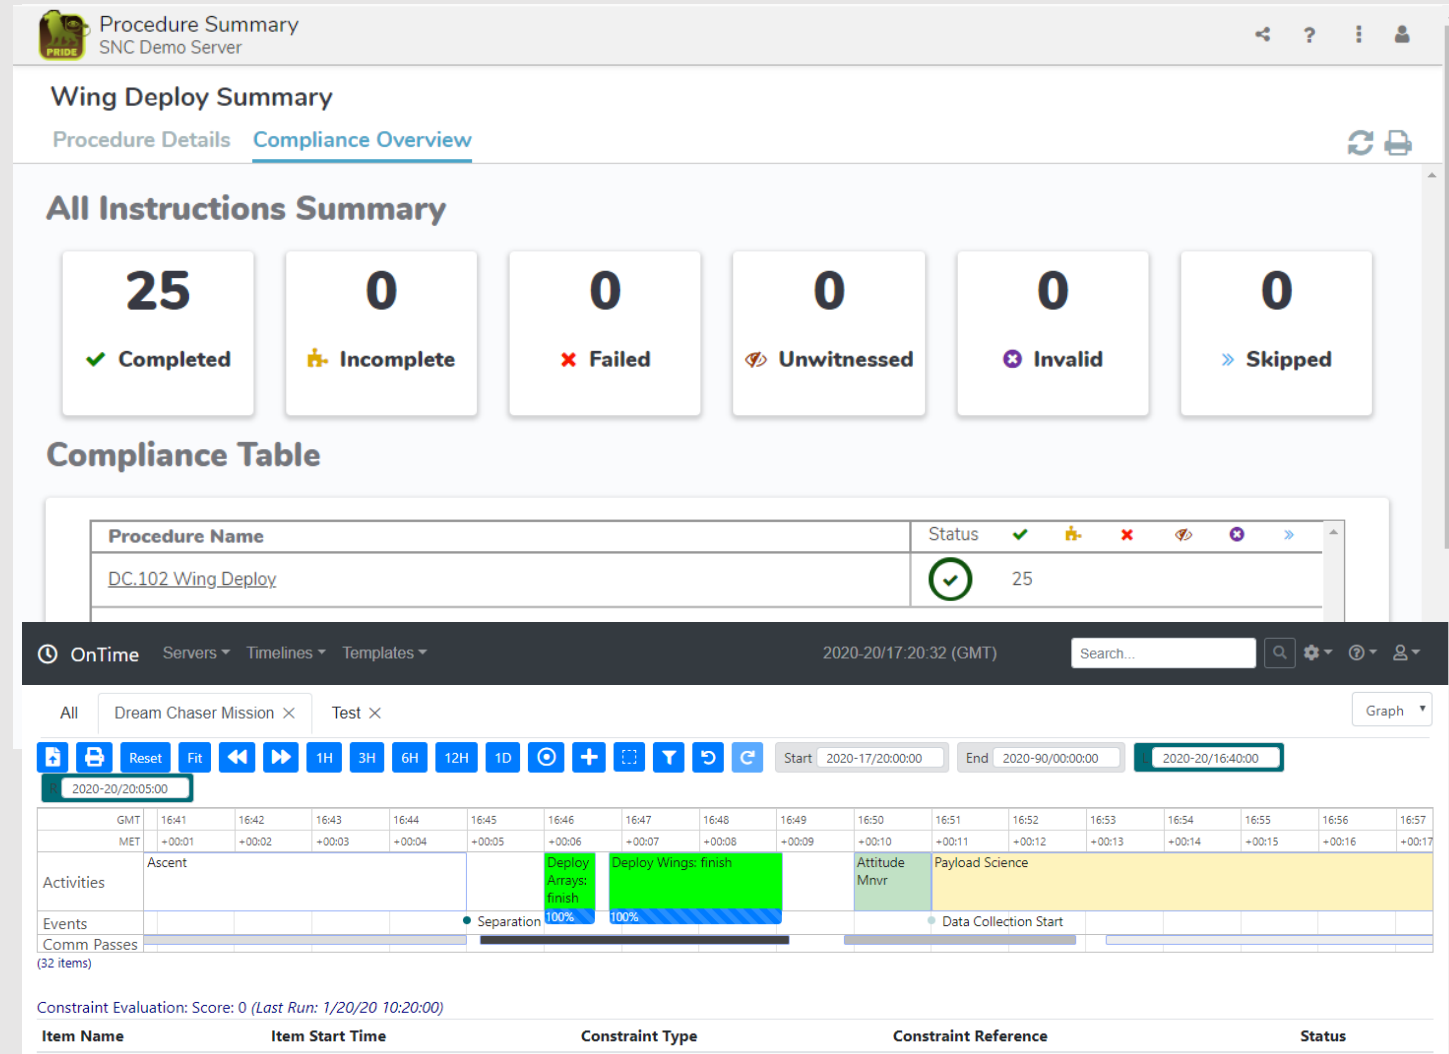 PRIDE
Procedure Summary
SNC Demo Server
?
Wing Deploy Summary
Procedure Details Compliance Overview
All Instructions Summary
25 0 0 0 0 0
Completed Incomplete Failed Unwitnessed Invalid Skipped
Compliance Table
Procedure Name Status
DC.102 Wing Deploy 25
OnTime Servers Timelines Templates 2020-20/17:20:32 (GMT) Search...
All Dream Chaser Mission Test Graph
Reset Fit 1H 3H 6H 12H 1D Start 2020-17/20:00:00 End 2020-90/00:00:00 L 2020-20/16:40:00
R 2020-20/20:05:00
GMT 16:41 16:42 16:43 16:44 16:45 16:46 16:47 16:48 16:49 16:50 16:51 16:52 16:53 16:54 16:55 16:56 16:57
MET +00:01 +00:02 +00:03 +00:04 +00:05 +00:06 +00:07 +00:08 +00:09 +00:10 +00:11 +00:12 +00:13 +00:14 +00:15 +00:16 +00:17
Activities
Ascent
Deploy
Arrays:
finish
Deploy Wings: finish
Attitude
Mnvr
Payload Science
Events Separation 100% 100% Data Collection Start
Comm Passes
(32 items)
Constraint Evaluation: Score: 0 (Last Run: 1/20/20 10:20:00)
Item Name Item Start Time Constraint Type Constraint Reference Status